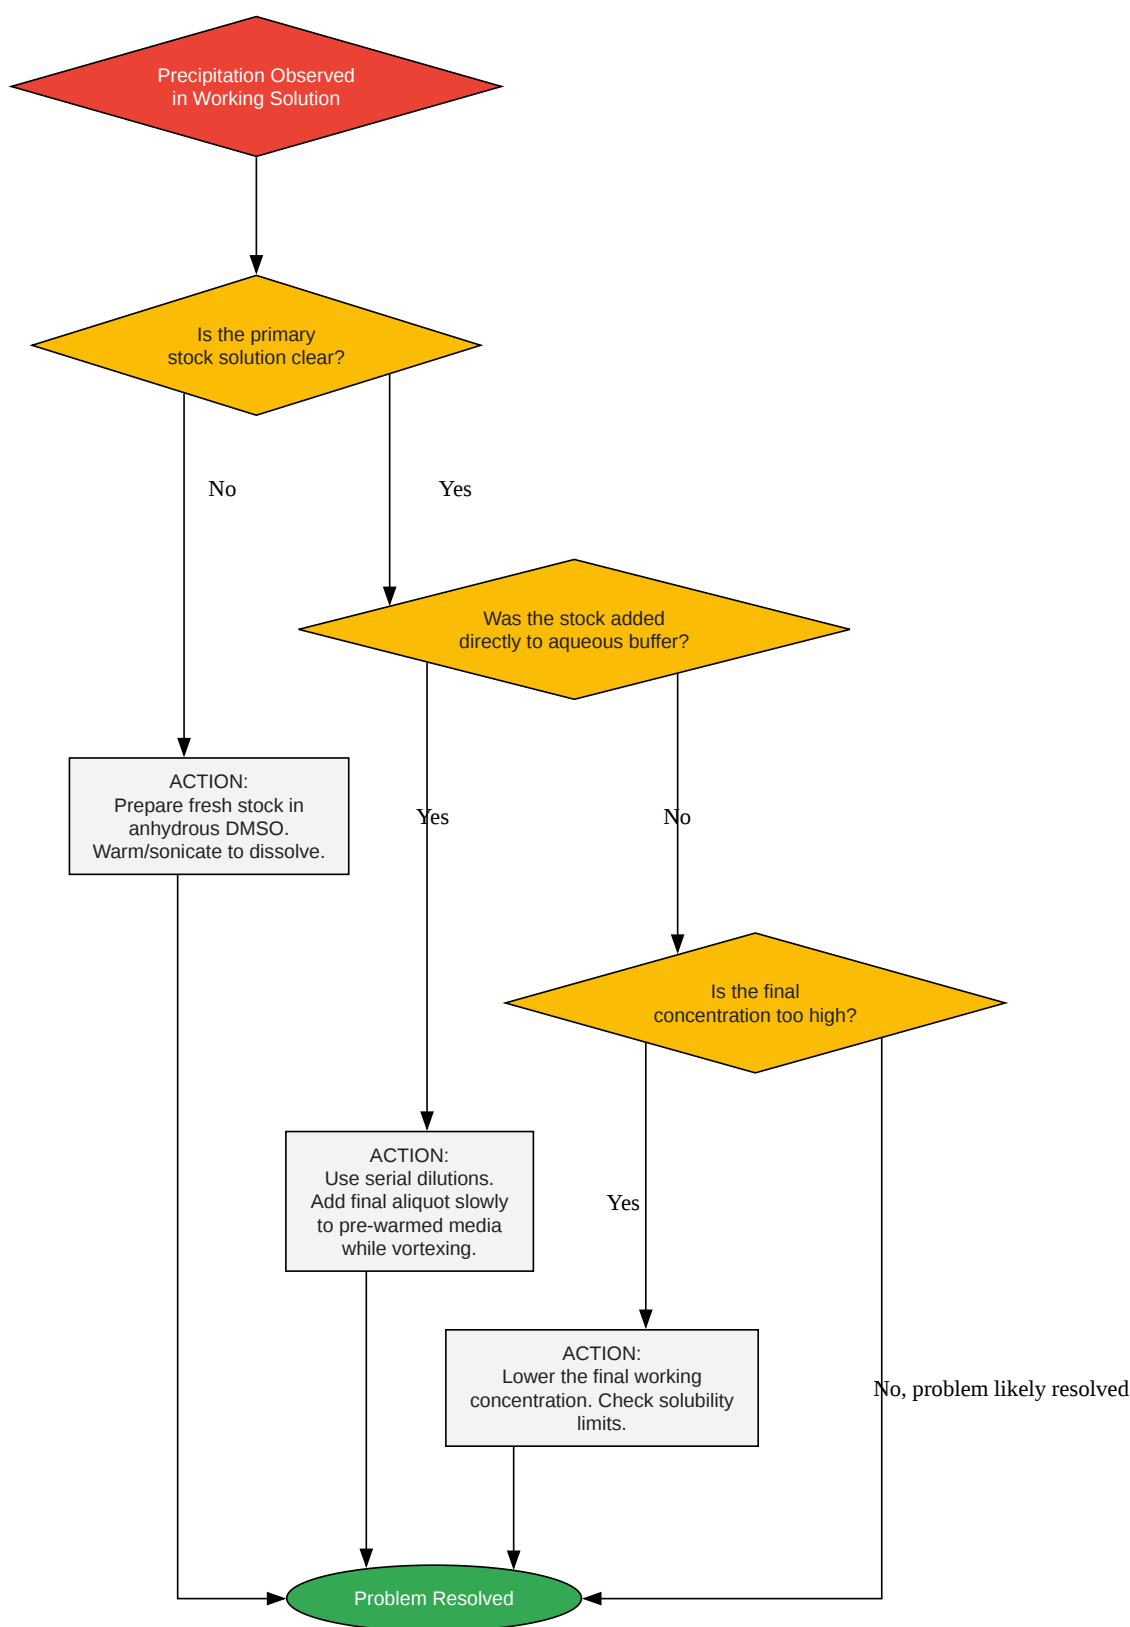 Precipitation Observed
in Working Solution
Is the primary
stock solution clear?
No
Yes
Was the stock added
directly to aqueous buffer?
ACTION:
Prepare fresh stock in
anhydrous DMSO.
Warm/sonicate to dissolve.
Yes
No
Is the final
concentration too high?
ACTION:
Use serial dilutions.
Add final aliquot slowly
to pre-warmed media
while vortexing.
Yes
ACTION:
Lower the final working
concentration. Check solubility
limits.
No, problem likely resolved
Problem Resolved